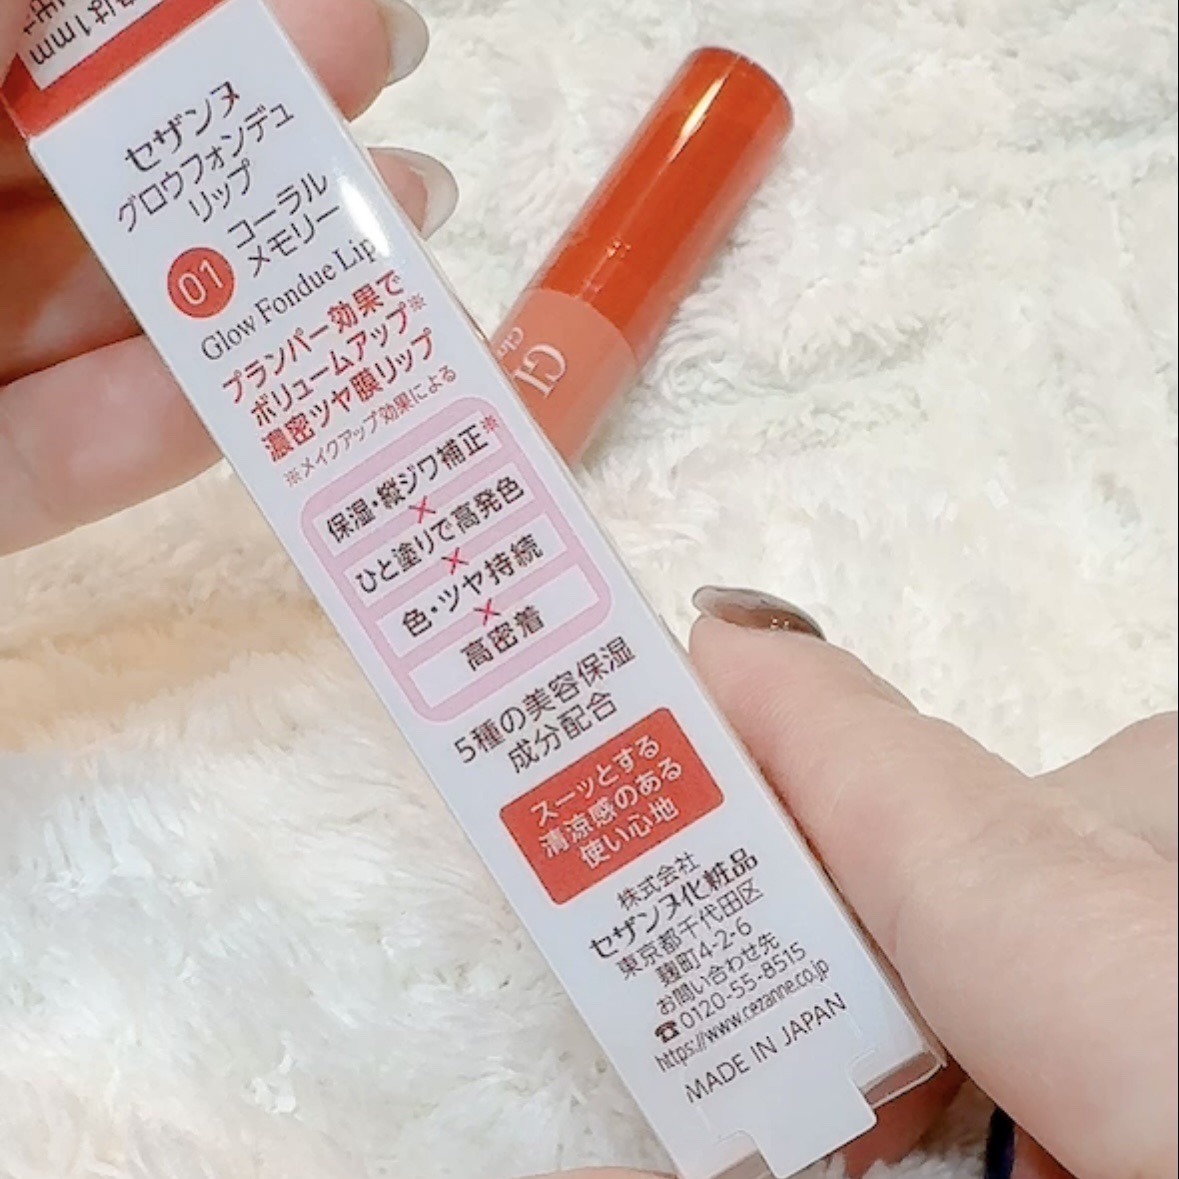 は1mm
セザンヌ
グロウフォンデュ
リップ
01 コーラル
メモリー
Glow Fondue Lip
プランパー効果で
ボリュームアップ※
濃密ツヤ膜リップ
※メイクアップ効果による
保湿・縦ジワ補正※
×
ひと塗りで高発色
×
色・ツヤ持続
×
高密着
5種の美容保湿
成分配合
スーッとする
清涼感のある
使い心地
株式会社
セザンヌ化粧品
東京都千代田区
麹町4-2-6
お問い合わせ先
☎0120-55-8515
https://www.cezanne.co.jp
MADE IN JAPAN
Gl